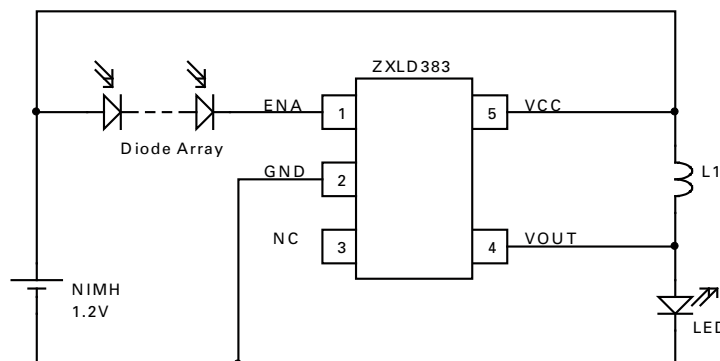 ZXLD383
ENA
1
5
VCC
Diode Array
GND
2
L1
NC
3
4
VOUT
NIMH
1.2V
LED